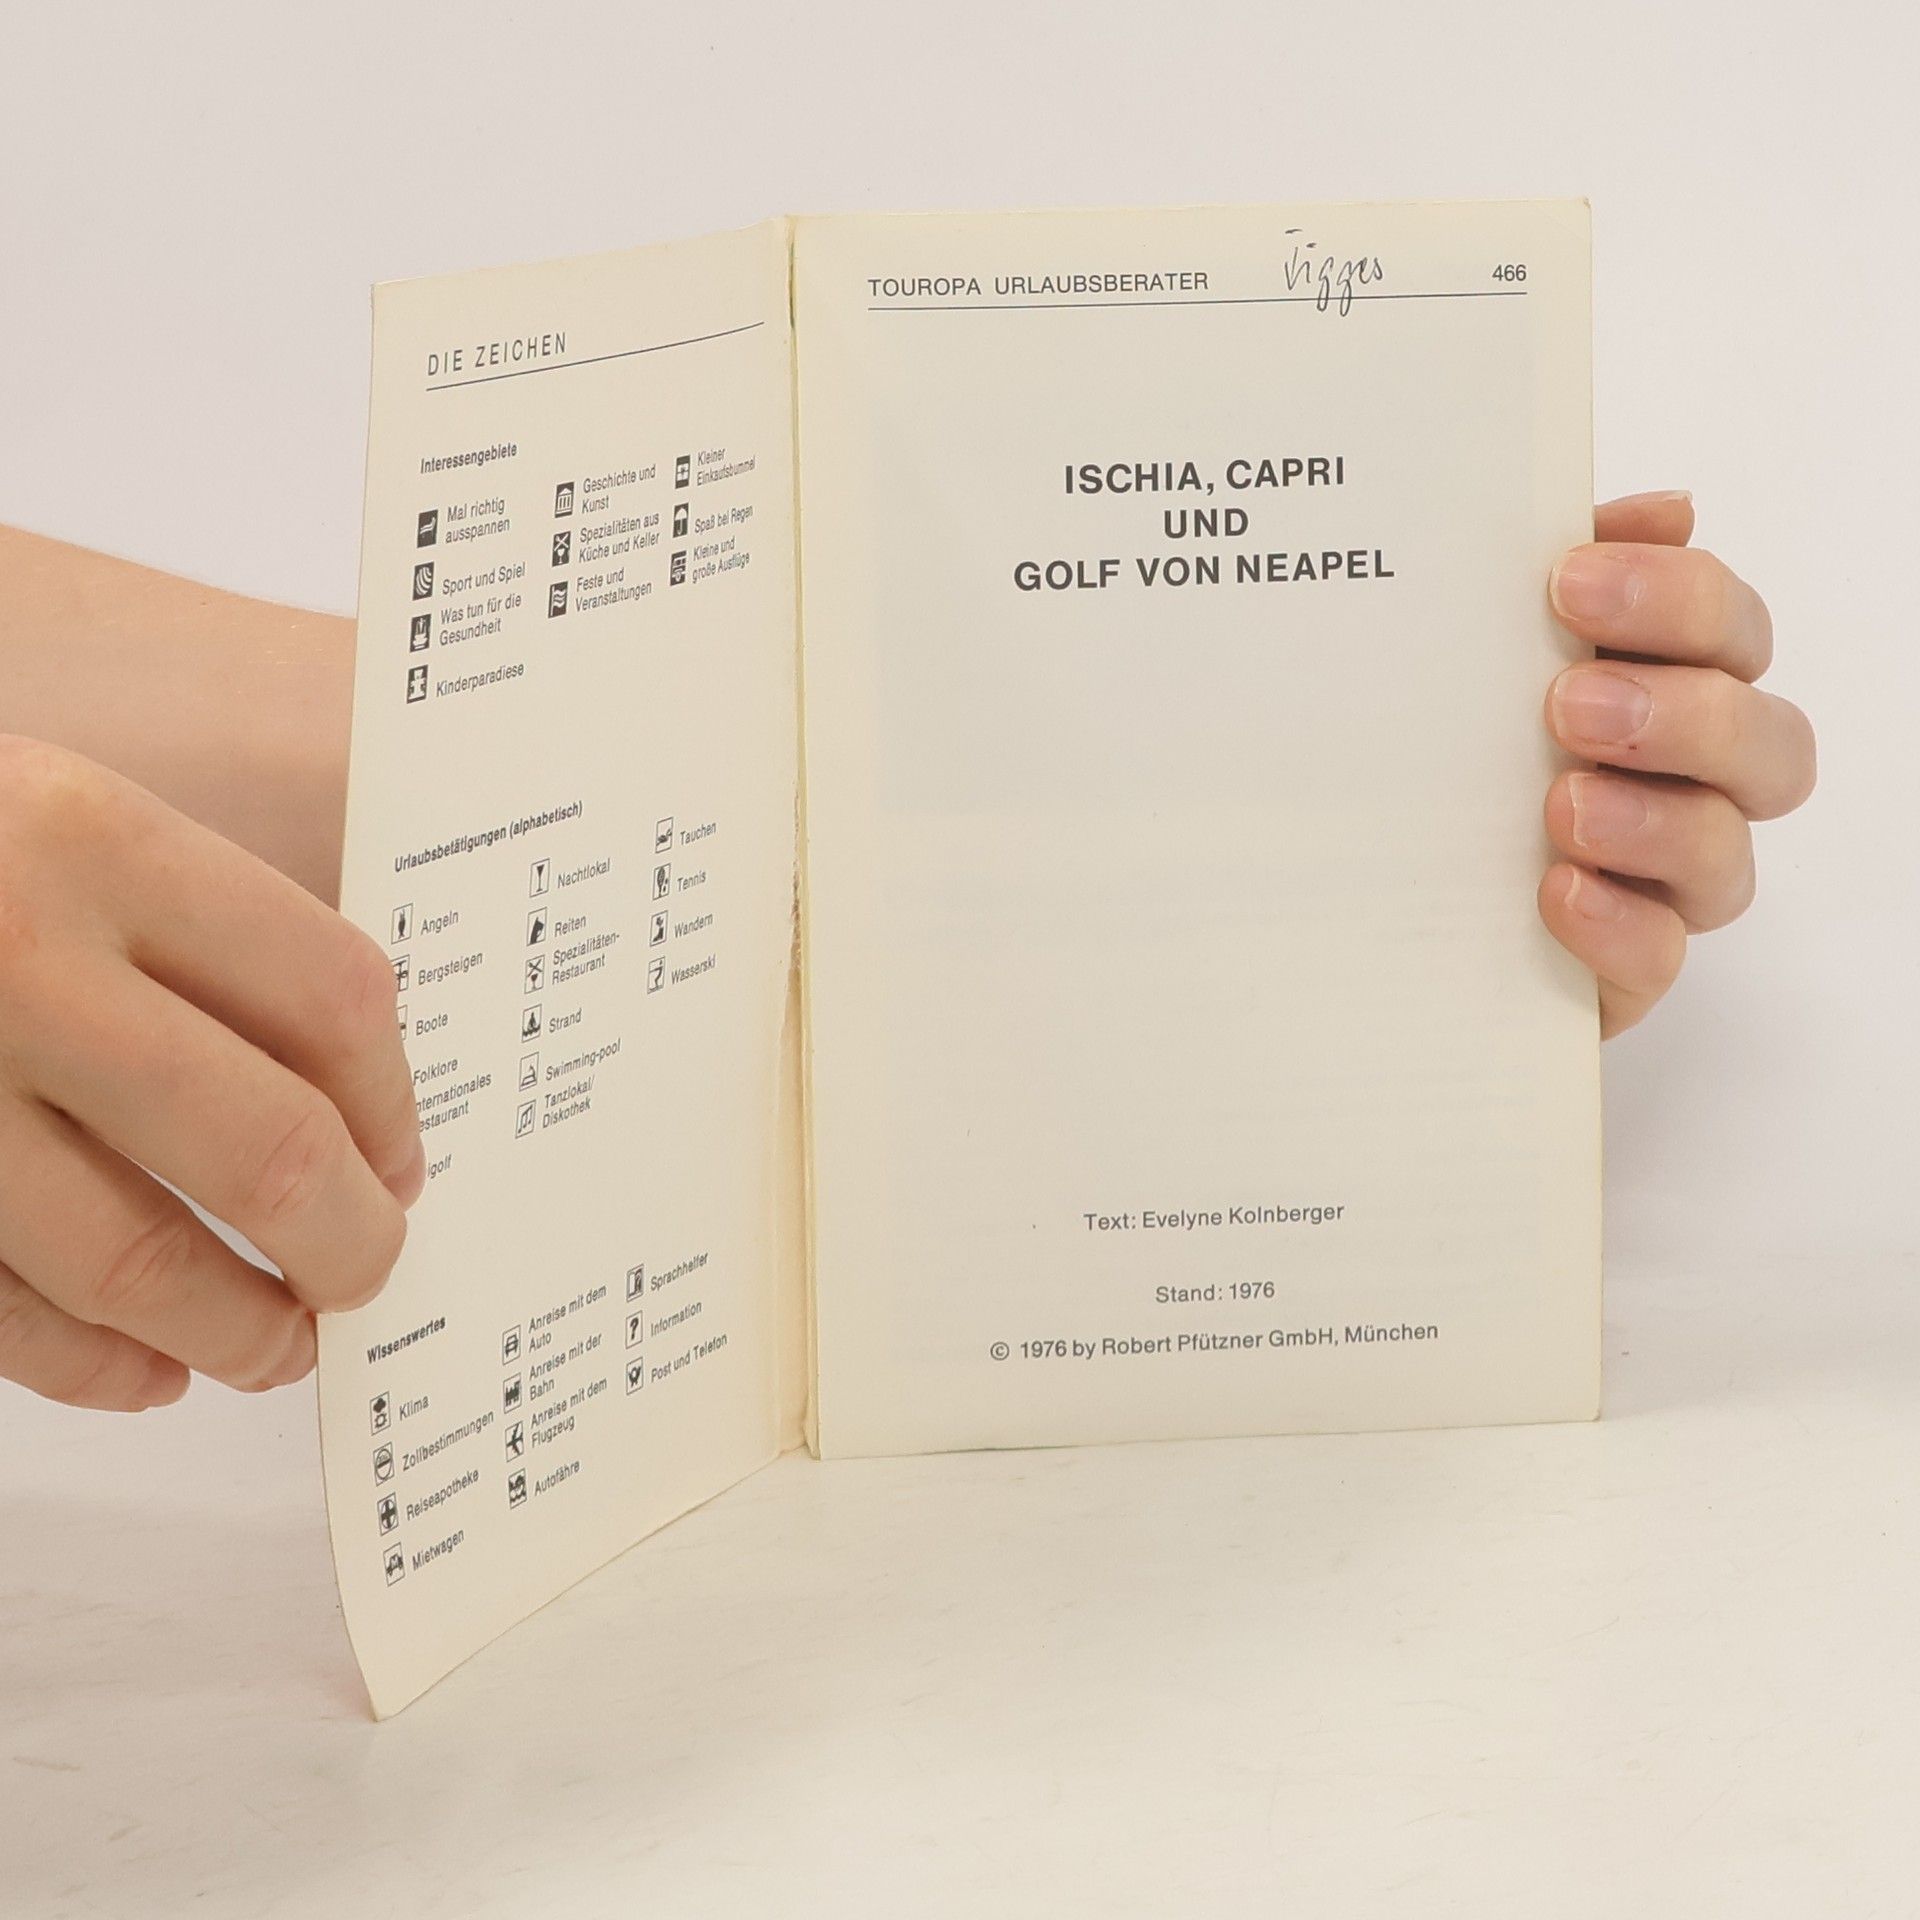 DIE ZEICHEN
Interessengebiete
Mal richtig
ausspannen
Sport und Spiel
Was tun für die
Gesundheit
Kinderparadiese
Geschichte und
Kunst
Spezialitäten aus
Küche und Keller
Feste und
Veranstaltungen
Kleiner
Einkaufsbummel
Spaß bei Regen
Kleine und
große Ausflüge
Urlaubsbetätigungen (alphabetisch)
Angeln
Bergsteigen
Boote
Folklore
nternationales
estaurant
igolf
Nachtlokal
Reiten
Spezialitäten-
Restaurant
Strand
Swimming-pool
Tanzlokal/
Diskothek
Tauchen
Tennis
Wandern
Wasserski
Wissenswertes
Klima
Zollbestimmungen
Reiseapotheke
Mietwagen
Anreise mit dem
Auto
Anreise mit der
Bahn
Anreise mit dem
Flugzeug
Autofähre
Sprachhelfer
Information
Post und Telefon
TOUROPA URLAUBSBERATER 466
ISCHIA, CAPRI
UND
GOLF VON NEAPEL
Text: Evelyne Kolnberger
Stand: 1976
© 1976 by Robert Pfützner GmbH, München